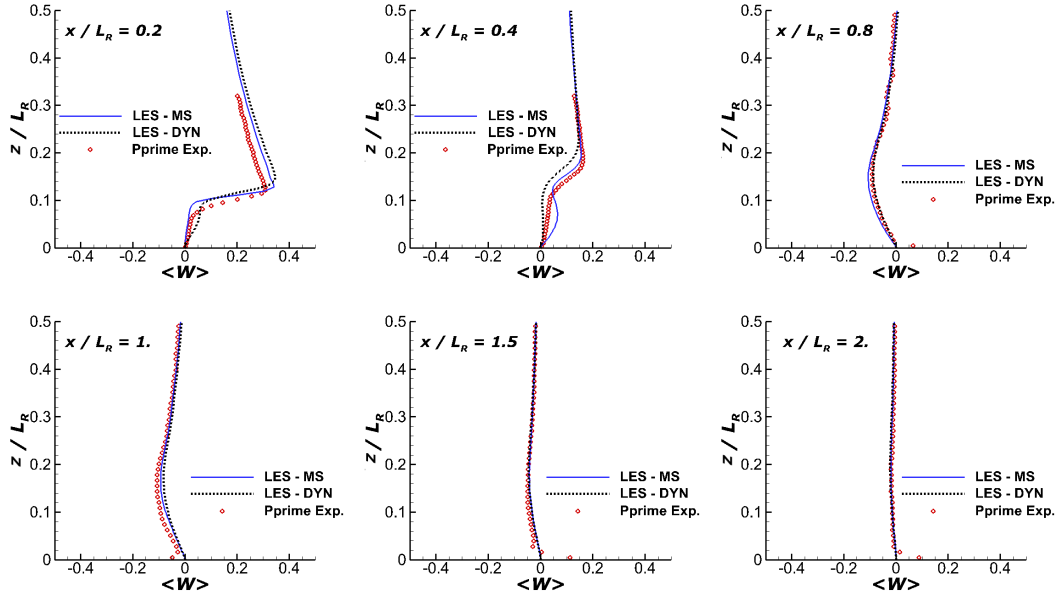 x / L_R = 0.2
z / L_R
0.5
0.4
0.3
0.2
0.1
0
LES - MS
LES - DYN
Pprime Exp.
-0.4 -0.2 0 0.2 0.4
<W>
x / L_R = 0.4
z / L_R
0.5
0.4
0.3
0.2
0.1
0
LES - MS
LES - DYN
Pprime Exp.
-0.4 -0.2 0 0.2 0.4
<W>
x / L_R = 0.8
z / L_R
0.5
0.4
0.3
0.2
0.1
0
LES - MS
LES - DYN
Pprime Exp.
-0.4 -0.2 0 0.2 0.4
<W>
x / L_R = 1.
z / L_R
0.5
0.4
0.3
0.2
0.1
0
LES - MS
LES - DYN
Pprime Exp.
-0.4 -0.2 0 0.2 0.4
<W>
x / L_R = 1.5
z / L_R
0.5
0.4
0.3
0.2
0.1
0
LES - MS
LES - DYN
Pprime Exp.
-0.4 -0.2 0 0.2 0.4
<W>
x / L_R = 2.
z / L_R
0.5
0.4
0.3
0.2
0.1
0
LES - MS
LES - DYN
Pprime Exp.
-0.4 -0.2 0 0.2 0.4
<W>